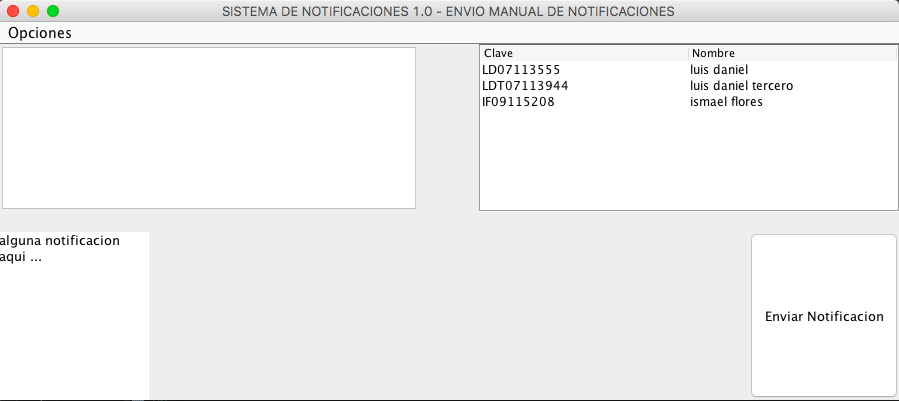 SISTEMA DE NOTIFICACIONES 1.0 - ENVIO MANUAL DE NOTIFICACIONES
Opciones
Clave Nombre
LD07113555 luis daniel
LDT07113944 luis daniel tercero
IF09115208 ismael flores
alguna notificacion
aqui ...
Enviar Notificacion